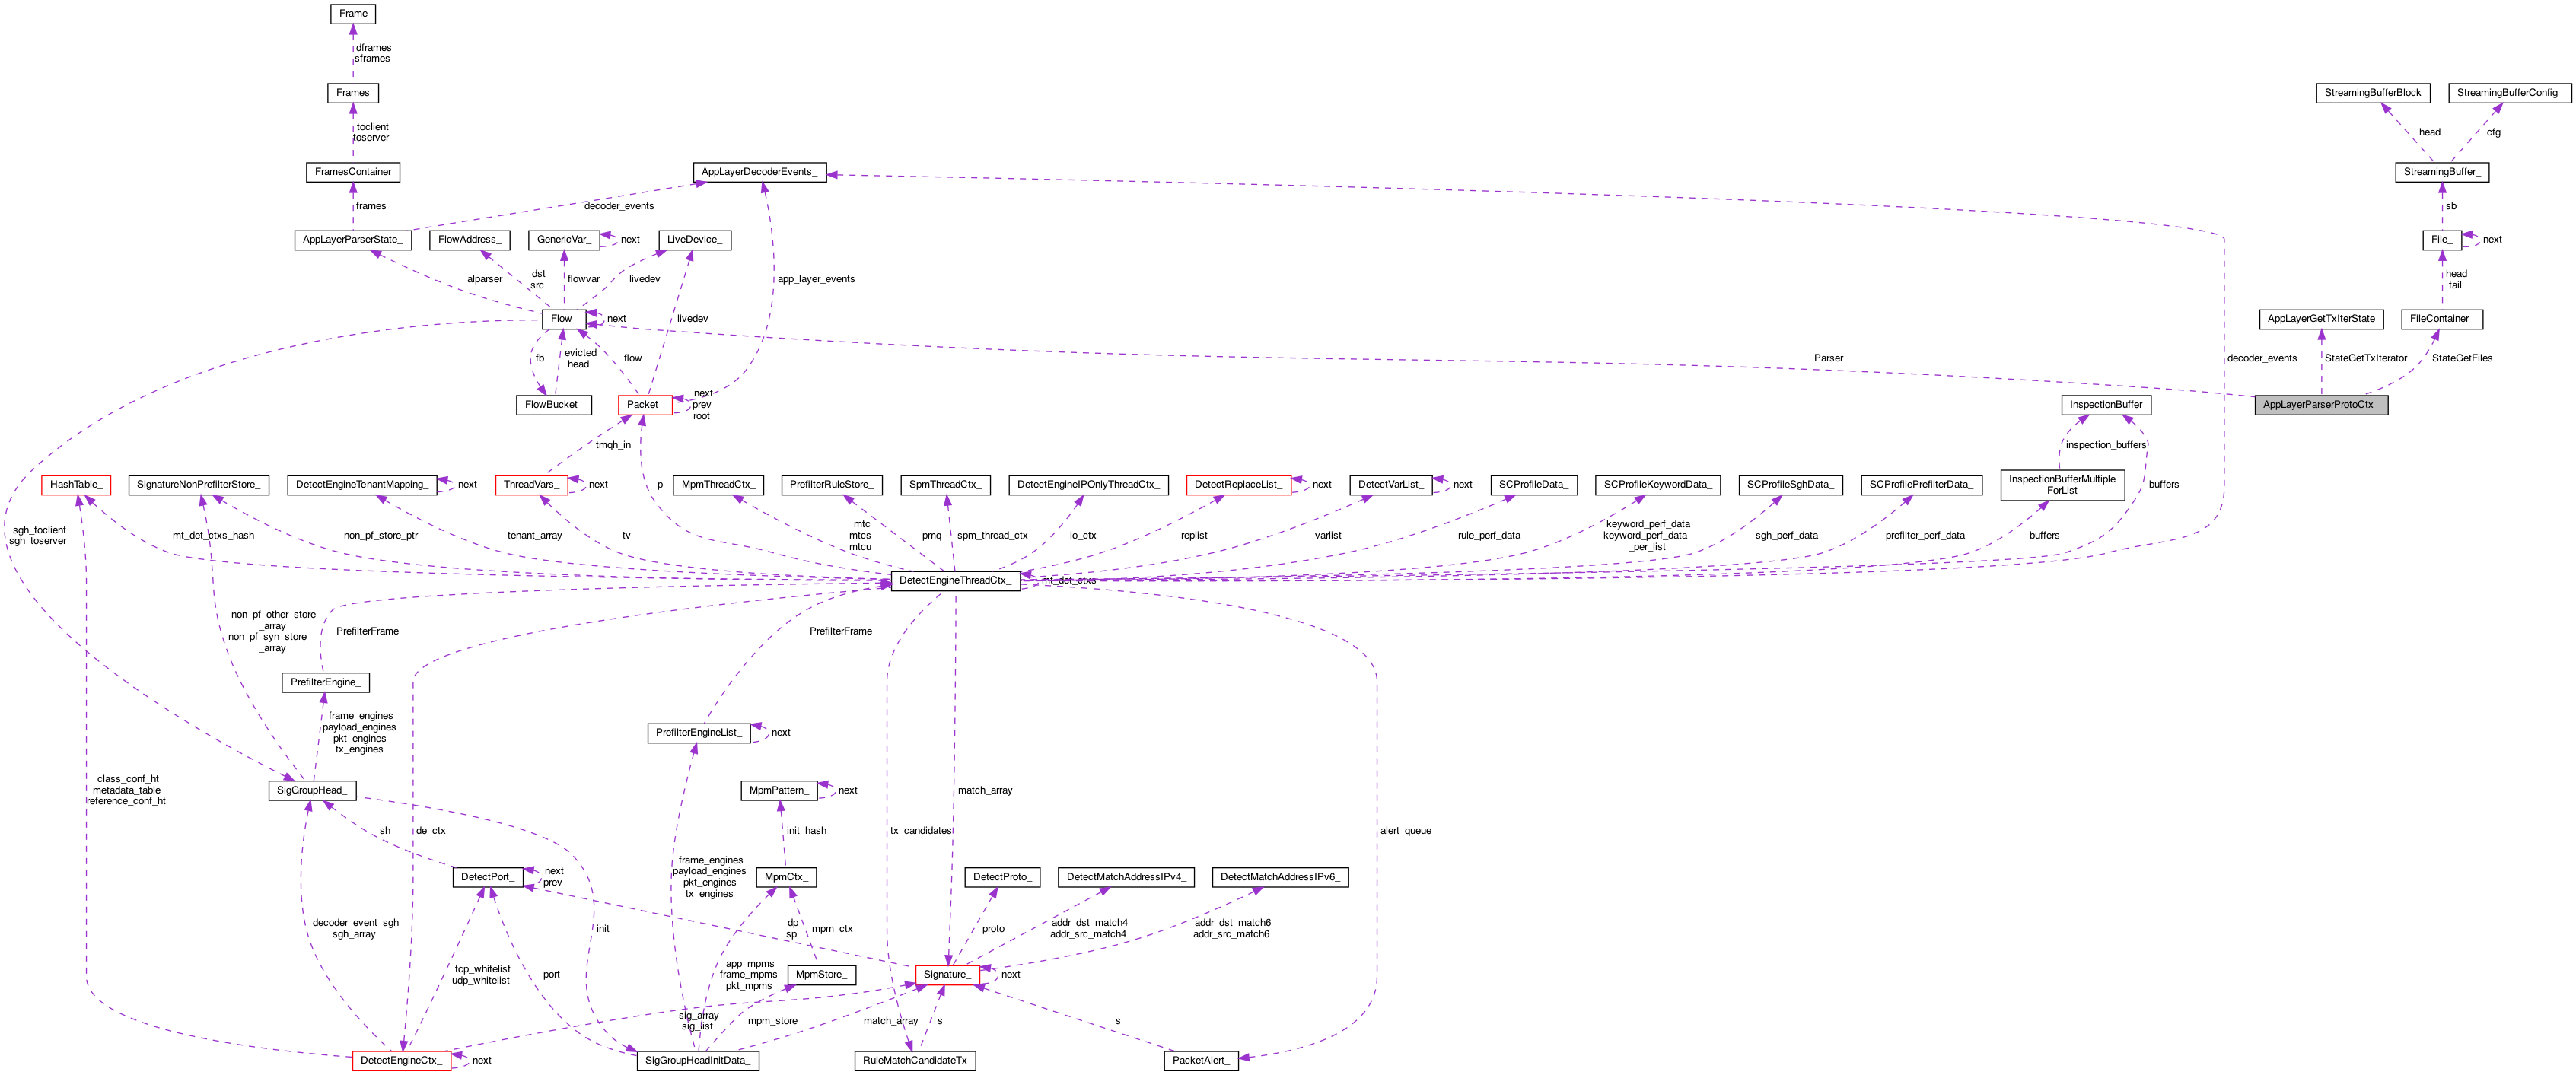 Frame
dframes
sframes
Frames
StreamingBufferBlock
StreamingBufferConfig_
toclient
toserver
head
cfg
FramesContainer
AppLayerDecoderEvents_
StreamingBuffer_
frames
decoder_events
sb
AppLayerParserState_
FlowAddress_
GenericVar_
next
LiveDevice_
File_
next
alparser
dst
src
flowvar
livedev
app_layer_events
head
tail
Flow_
next
livedev
AppLayerGetTxIterState
FileContainer_
fb
evicted
head
flow
Parser
decoder_events
StateGetTxIterator
StateGetFiles
FlowBucket_
Packet_
next
prev
root
InspectionBuffer
AppLayerParserProtoCtx_
tmqh_in
inspection_buffers
HashTable_
SignatureNonPrefilterStore_
DetectEngineTenantMapping_
next
ThreadVars_
next
p
MpmThreadCtx_
PrefilterRuleStore_
SpmThreadCtx_
DetectEngineIPOnlyThreadCtx_
DetectReplaceList_
next
DetectVarList_
next
SCProfileData_
SCProfileKeywordData_
SCProfileSghData_
SCProfilePrefilterData_
InspectionBufferMultiple
ForList
buffers
sgh_toclient
sgh_toserver
mt_det_ctxs_hash
non_pf_store_ptr
tenant_array
tv
mtc
mtcs
mtcu
pmq
spm_thread_ctx
io_ctx
replist
varlist
rule_perf_data
keyword_perf_data
keyword_perf_data
_per_list
sgh_perf_data
prefilter_perf_data
buffers
DetectEngineThreadCtx_
mt_det_ctxs
non_pf_other_store
_array
non_pf_syn_store
_array
PrefilterFrame
PrefilterFrame
PrefilterEngine_
frame_engines
payload_engines
pkt_engines
tx_engines
PrefilterEngineList_
next
class_conf_ht
metadata_table
reference_conf_ht
SigGroupHead_
MpmPattern_
next
match_array
sh
de_ctx
init_hash
tx_candidates
alert_queue
frame_engines
payload_engines
pkt_engines
tx_engines
DetectPort_
next
prev
MpmCtx_
DetectProto_
DetectMatchAddressIPv4_
DetectMatchAddressIPv6_
decoder_event_sgh
sgh_array
init
dp
sp
mpm_ctx
proto
addr_dst_match4
addr_src_match4
addr_dst_match6
addr_src_match6
tcp_whitelist
udp_whitelist
port
app_mpms
frame_mpms
pkt_mpms
MpmStore_
Signature_
next
sig_array
sig_list
mpm_store
match_array
s
s
DetectEngineCtx_
next
SigGroupHeadInitData_
RuleMatchCandidateTx
PacketAlert_